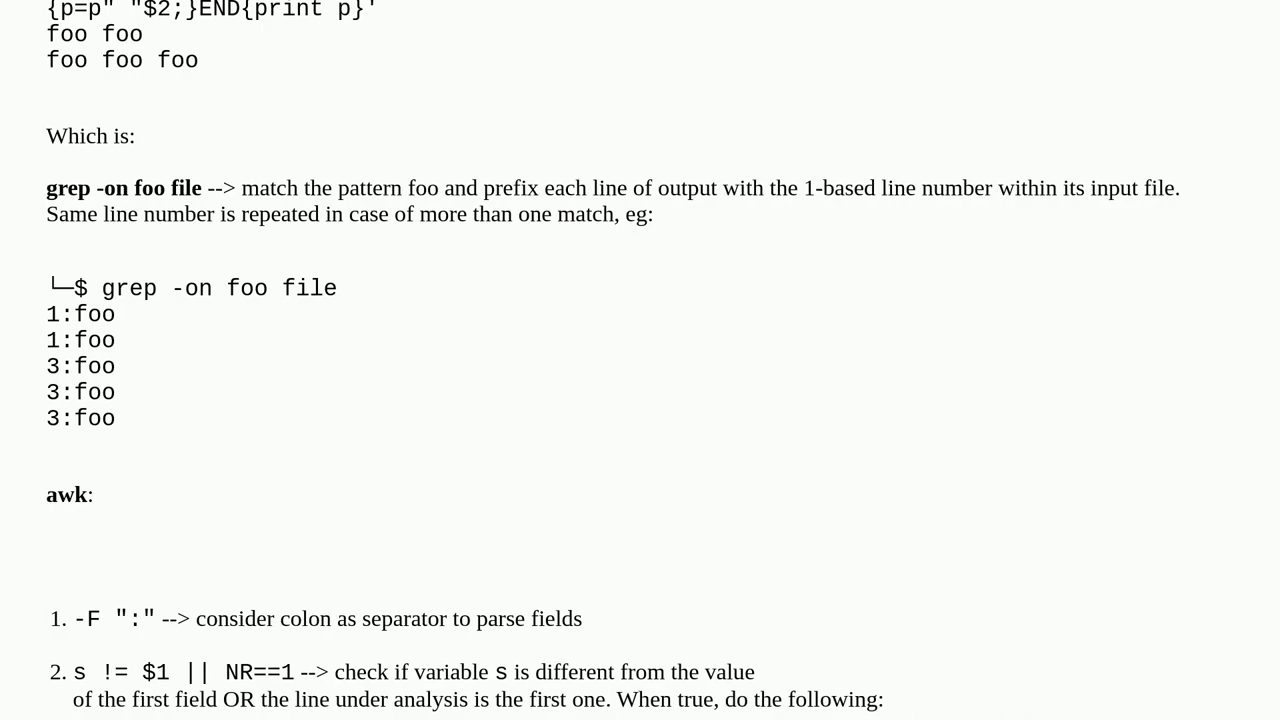 {p=p" "$2;}END{print p}'
foo foo
foo foo foo
Which is:
grep -on foo file --> match the pattern foo and prefix each line of output with the 1-based line number within its input file.
Same line number is repeated in case of more than one match, eg:
└─$ grep -on foo file
1:foo
1:foo
3:foo
3:foo
3:foo
awk:
1. -F ":" --> consider colon as separator to parse fields
2. s != $1 || NR==1 --> check if variable s is different from the value
of the first field OR the line under analysis is the first one. When true, do the following: